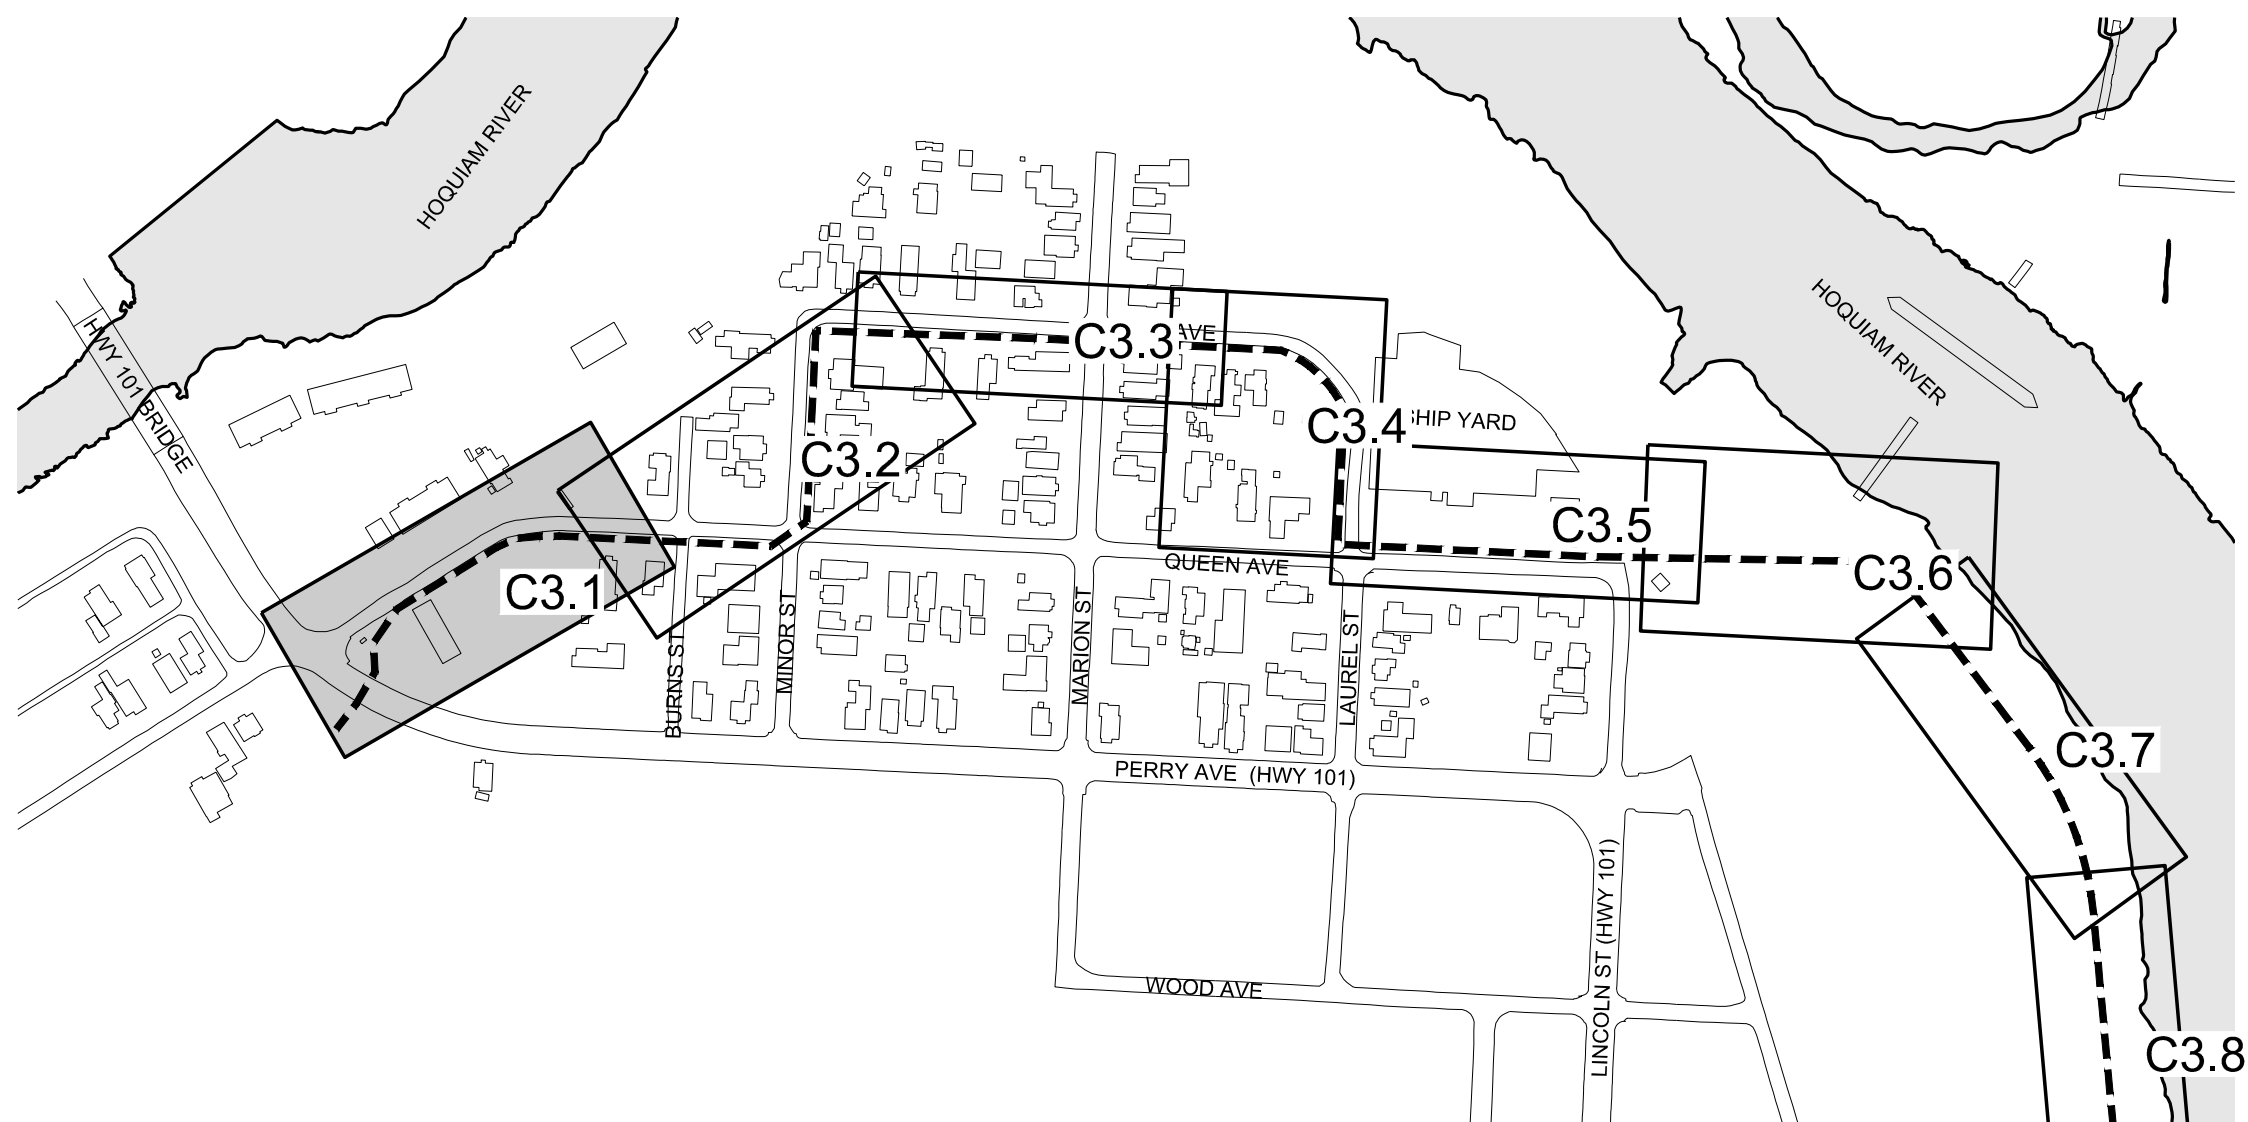 HOQUIAM RIVER
HWY 101 BRIDGE
HOQUIAM RIVER
AVE
C3.3
C3.4
SHIP YARD
C3.2
C3.5
C3.1
QUEEN AVE
C3.6
BURNS ST
MINOR ST
MARION ST
LAUREL ST
C3.7
PERRY AVE (HWY 101)
LINCOLN ST (HWY 101)
WOOD AVE
C3.8